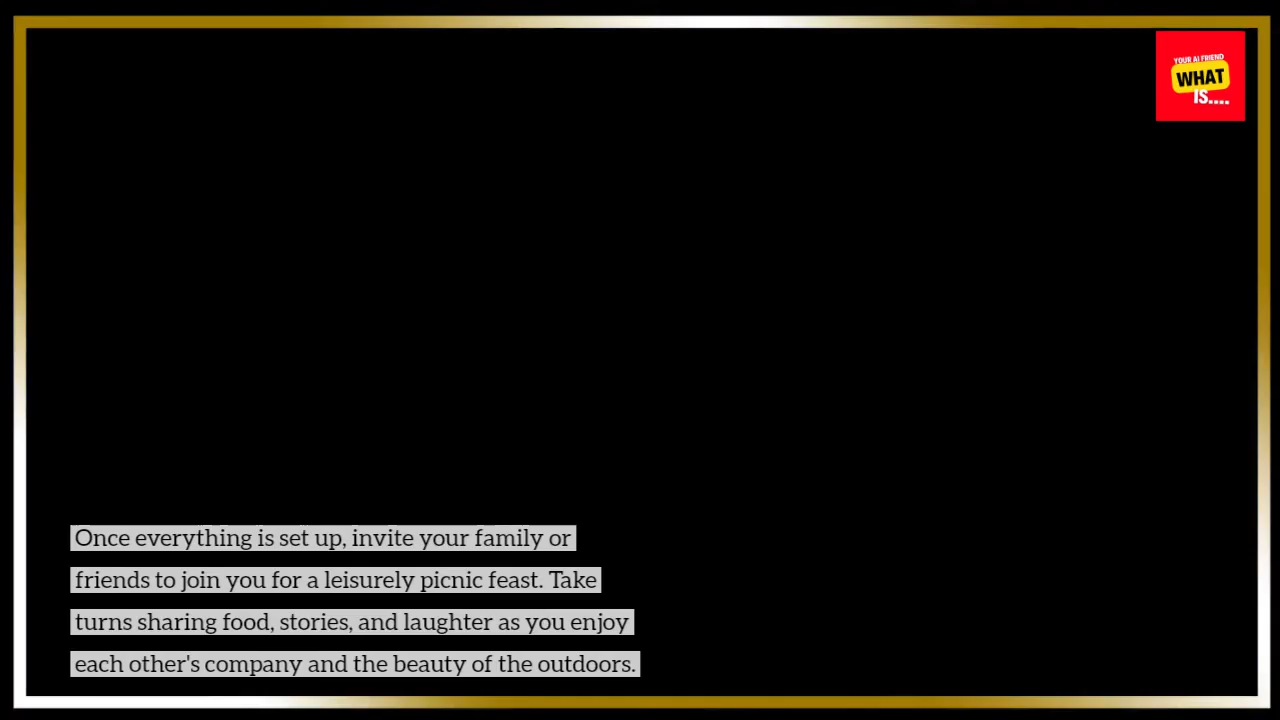 YOUR AI FRIEND
WHAT
IS....
Once everything is set up, invite your family or
friends to join you for a leisurely picnic feast. Take
turns sharing food, stories, and laughter as you enjoy
each other's company and the beauty of the outdoors.